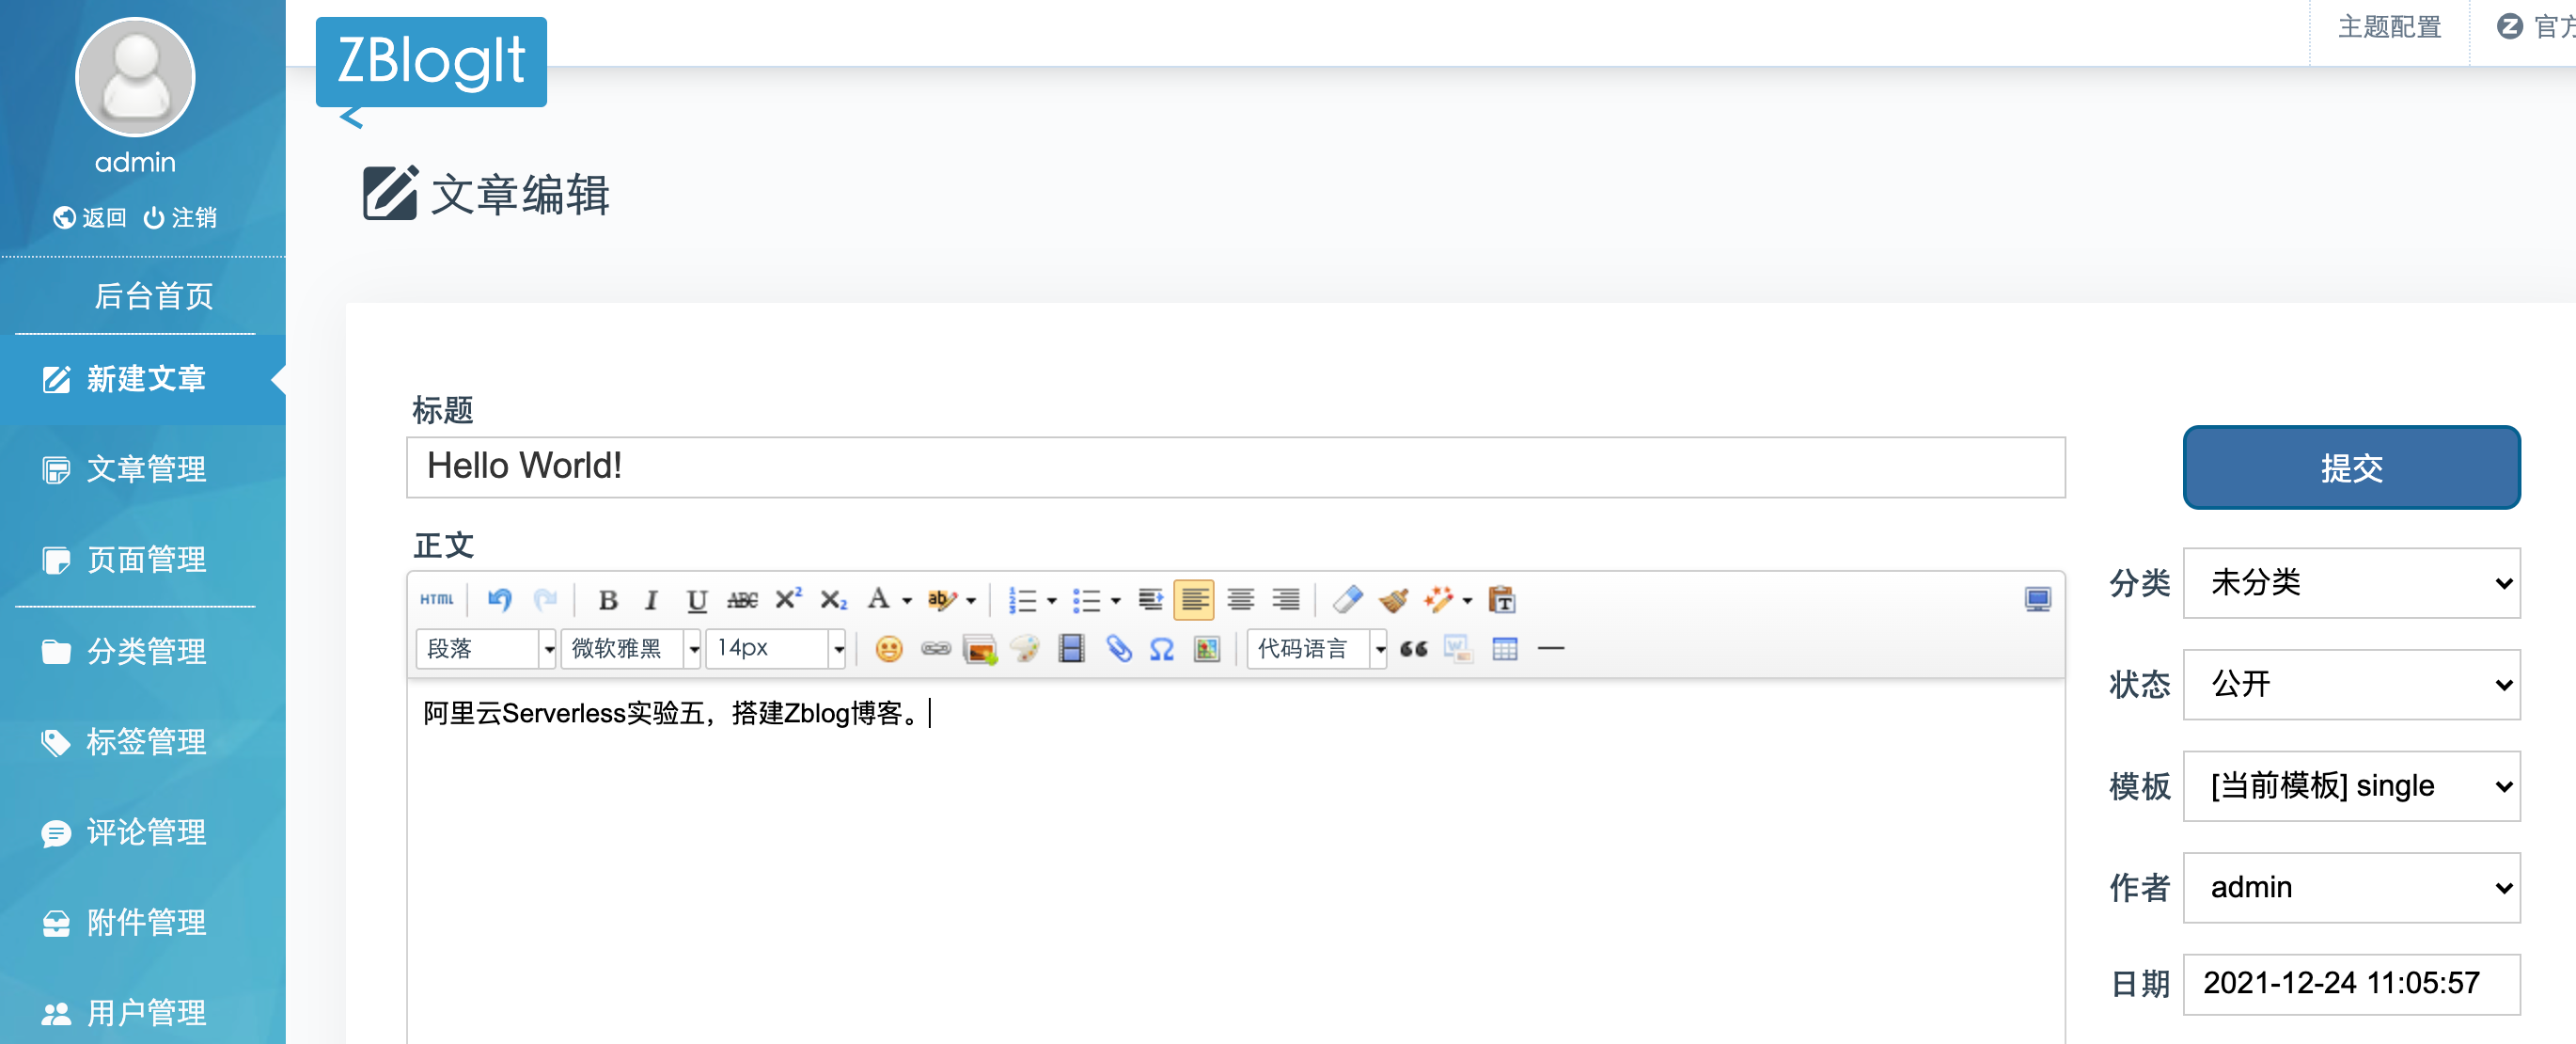 admin
返回 注销
后台首页
新建文章
文章管理
页面管理
分类管理
标签管理
评论管理
附件管理
用户管理
ZBlogIt
主题配置
Z 官方
文章编辑
标题
Hello World!
正文
HTML B I U ABC X² X₂ A ab
段落 微软雅黑 14px Ω 代码语言 “ W
阿里云Serverless实验五，搭建Zblog博客。
提交
分类 未分类
状态 公开
模板 [当前模板] single
作者 admin
日期 2021-12-24 11:05:57